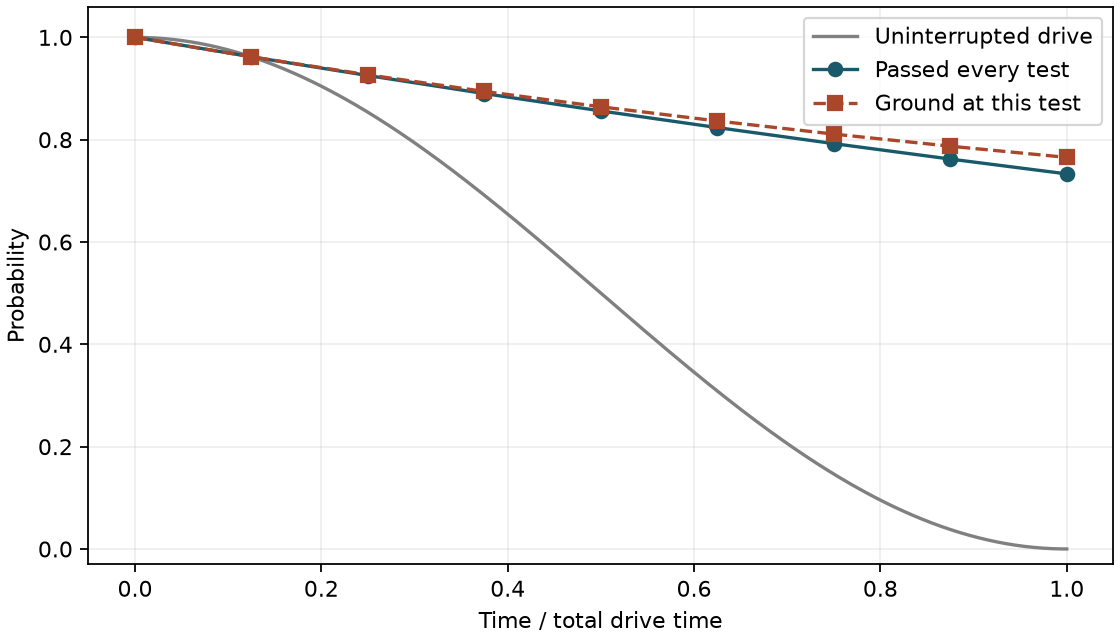 Uninterrupted drive
Passed every test
Ground at this test
Probability
1.0
0.8
0.6
0.4
0.2
0.0
0.0 0.2 0.4 0.6 0.8 1.0
Time / total drive time